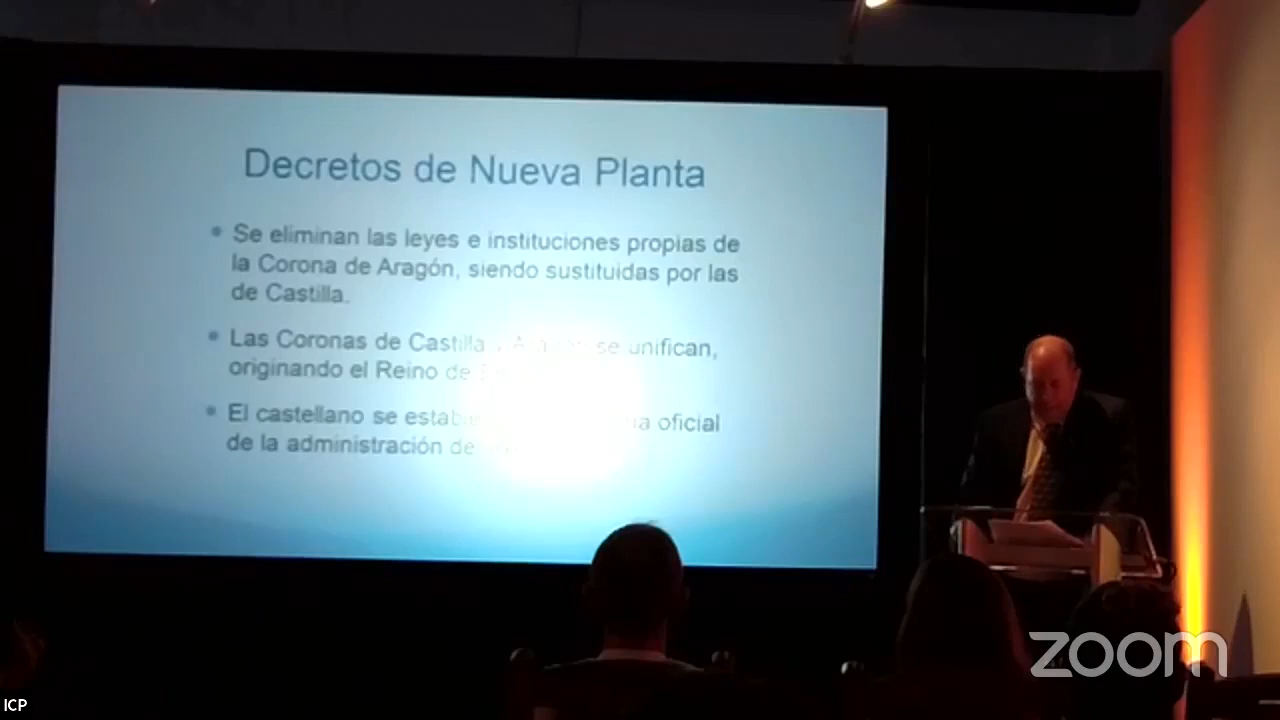 Decretos de Nueva Planta
Se eliminan las leyes e instituciones propias de
la Corona de Aragón, siendo sustituidas por las
de Castilla.
Las Coronas de Castilla se unifican,
originando el Reino de
El castellano se oficial
de la administración
zoom
ICP